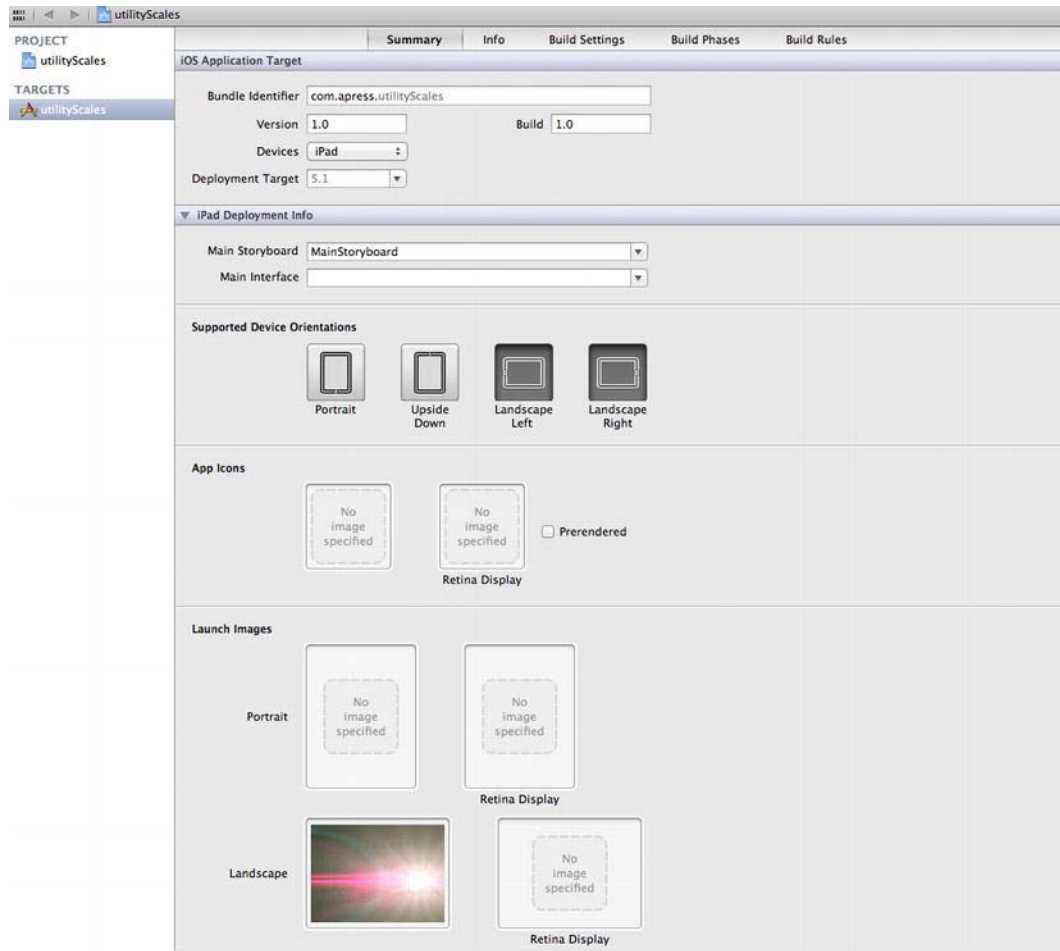 utilityScales
PROJECT
utilityScales
TARGETS
utilityScales
Summary Info Build Settings Build Phases Build Rules
iOS Application Target
Bundle Identifier com.apress.utilityScales
Version 1.0 Build 1.0
Devices iPad
Deployment Target 5.1
iPad Deployment Info
Main Storyboard MainStoryboard
Main Interface
Supported Device Orientations
Portrait
Upside Down
Landscape Left
Landscape Right
App Icons
No image specified
No image specified
Prerendered
Retina Display
Launch Images
Portrait
No image specified
No image specified
Retina Display
Landscape
No image specified
Retina Display